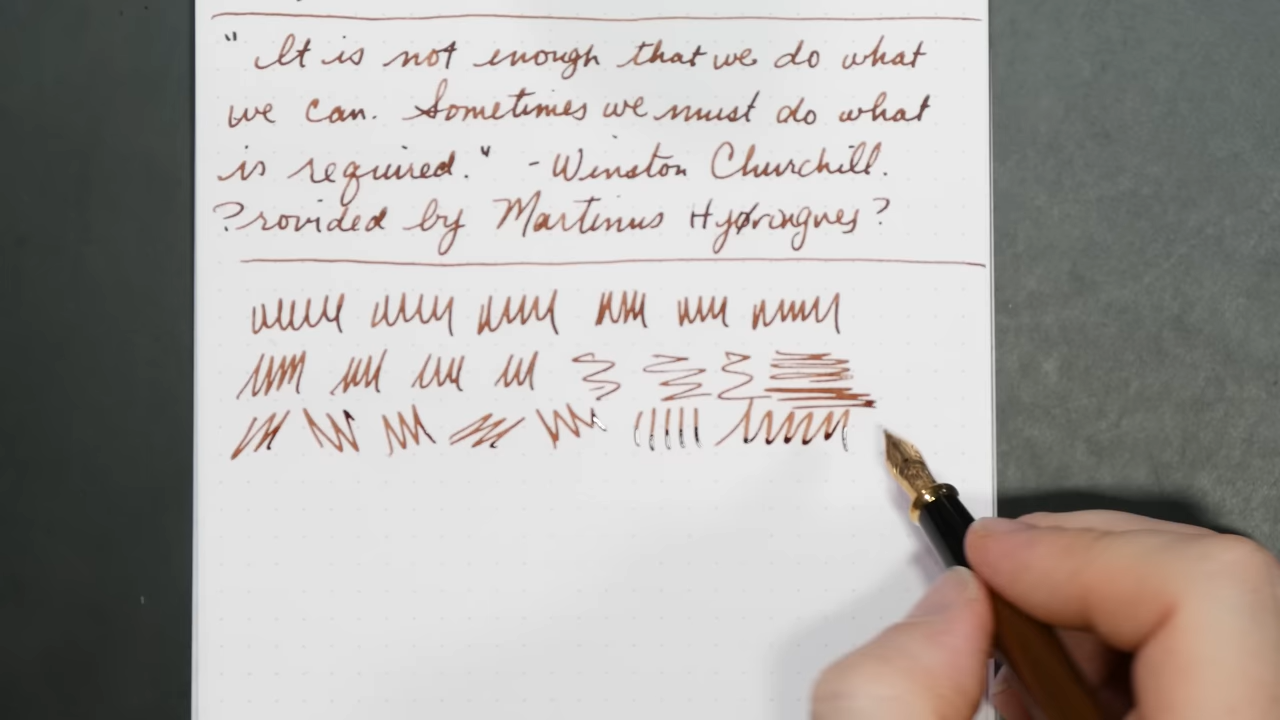 " It is not enough that we do what
we can. Sometimes we must do what
is required." - Winston Churchill.
?rovided by Martinus Hjøringnes?